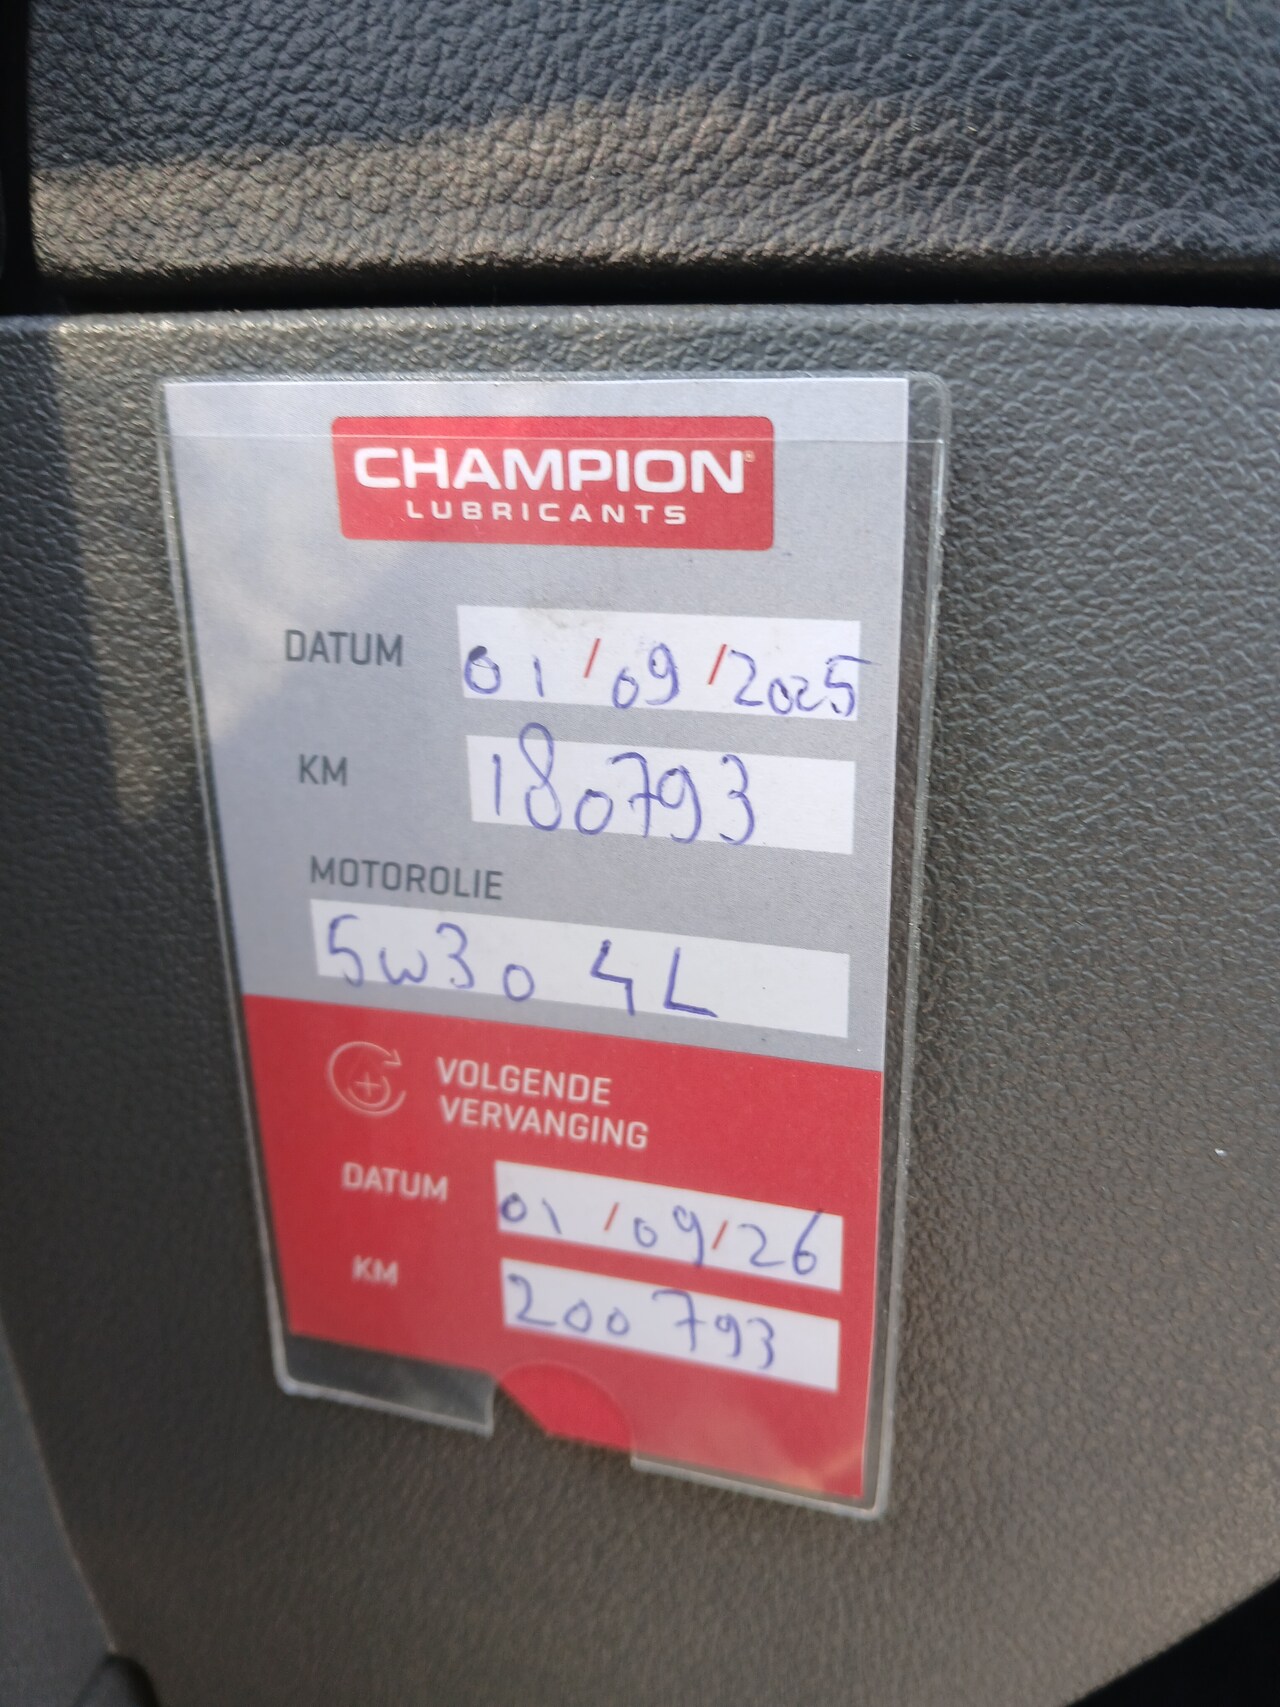 CHAMPION®
LUBRICANTS
DATUM 01/09/2025
KM 180793
MOTOROLIE
5w30 4L
VOLGENDE
VERVANGING
DATUM 01/09/26
KM 200793